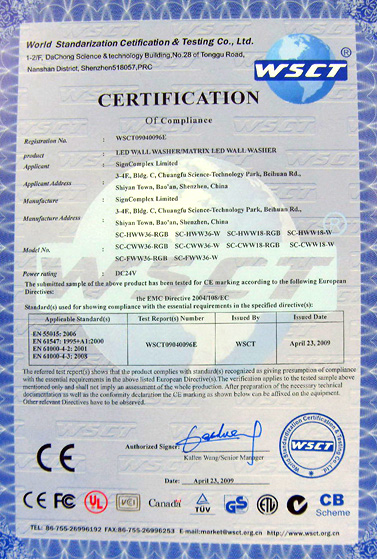 World Standarization Cetification & Testing Co., Ltd.
1-2/F, DaChong Science & technology Building,No.28 of Tonggu Road,
Nanshan District, Shenzhen518057,PRC
WSCT
®
CERTIFICATION
Of Compliance
Registration No. : WSCT09040096E
product : LED WALL WASHER/MATRIX LED WALL WASHER
Applicant : SignComplex Limited
Applicant Address : 3-4F., Bldg. C, Chuangfu Science-Technology Park, Beihuan Rd.,
Shiyan Town, Bao'an, Shenzhen, China
Manufacture : SignComplex Limited
Manufacture Address : 3-4F., Bldg. C, Chuangfu Science-Technology Park, Beihuan Rd.,
Shiyan Town, Bao'an, Shenzhen, China
SC-HWW36-RGB SC-HWW36-W SC-HWW18-RGB SC-HWW18-W
Model No. : SC-CWW36-RGB SC-CWW36-W SC-CWW18-RGB SC-CWW18-W
SC-FWW36-RGB SC-FWW36-W
Power rating : DC24V
The submitted sample of the above product has been tested for CE marking according to the following European
Directives:
the EMC Directive 2004/108/EC
Standard(s) used for showing compliance with the essential requirements in the specified directive(s):
Applicable Standard(s) Test Report(s) Number Issued By Issued Date
EN 55015: 2006
EN 61547: 1995+A1:2000
EN 61000-4-2: 2001
EN 61000-4-3: 2008
WSCT09040096E WSCT April 23, 2009
The referred test report(s) shows that the product complies with standard(s) recognized as giving presumption of compliance
with the essential requirements in the above listed European Directive(s).The verification applies to the tested sample above
mentioned only and shall not imply an assessment of the whole production. After preparation of the necessary technical
documentation as well as the conformity declaration the CE marking as shown below can be affixed on the equipment.
Other relevant Directives have to be observed.
CE
Authorized Signer:
Kallen Wang/Senior Manager
Date April 23, 2009
World Standardization Certification & Testing Co., Ltd.
WSCT
CE FC UL VCI Canada TÜV GS ETL CB
Scheme
TEL: 86-755-26996192 FAX:86-755-26996253 E-mail:market@wsct.org.cn http://www.wsct.org.cn